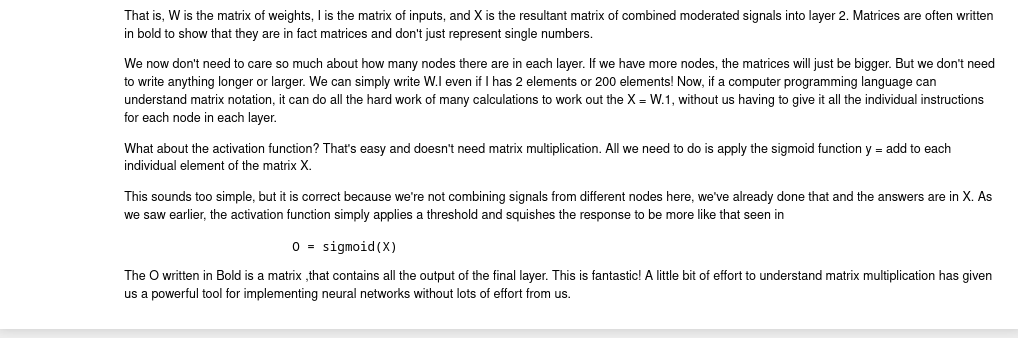 That is, W is the matrix of weights, I is the matrix of inputs, and X is the resultant matrix of combined moderated signals into layer 2. Matrices are often written
in bold to show that they are in fact matrices and don't just represent single numbers.
We now don't need to care so much about how many nodes there are in each layer. If we have more nodes, the matrices will just be bigger. But we don't need
to write anything longer or larger. We can simply write W.I even if I has 2 elements or 200 elements! Now, if a computer programming language can
understand matrix notation, it can do all the hard work of many calculations to work out the X = W.1, without us having to give it all the individual instructions
for each node in each layer.
What about the activation function? That's easy and doesn't need matrix multiplication. All we need to do is apply the sigmoid function y = add to each
individual element of the matrix X.
This sounds too simple, but it is correct because we're not combining signals from different nodes here, we've already done that and the answers are in X. As
we saw earlier, the activation function simply applies a threshold and squishes the response to be more like that seen in
O = sigmoid(X)
The O written in Bold is a matrix ,that contains all the output of the final layer. This is fantastic! A little bit of effort to understand matrix multiplication has given
us a powerful tool for implementing neural networks without lots of effort from us.